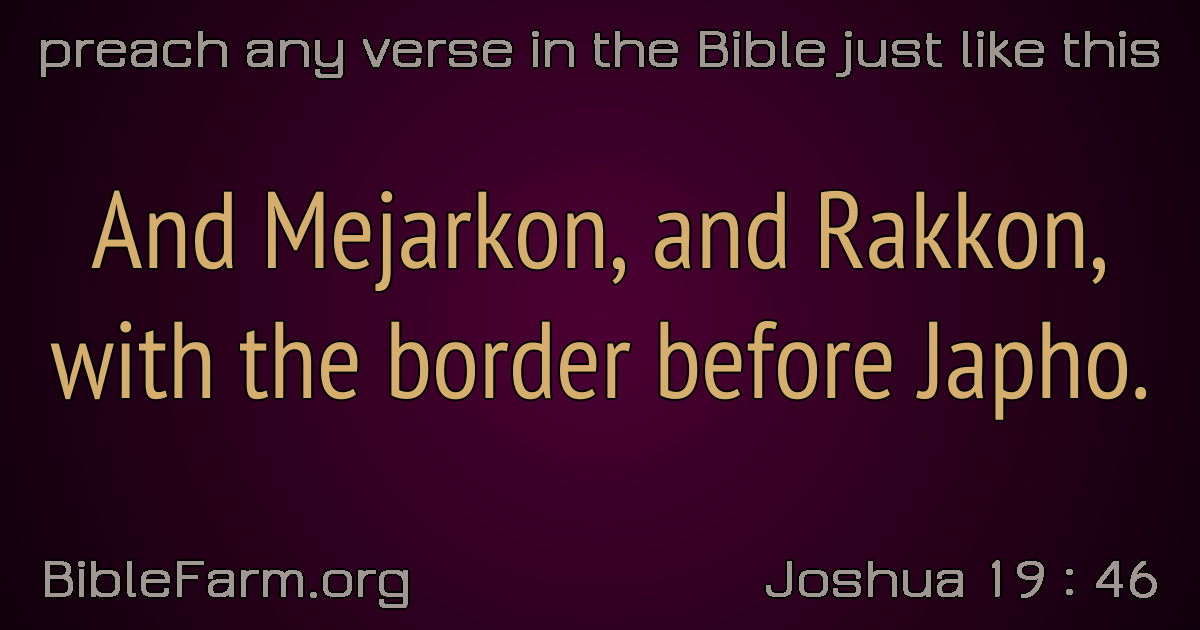 preach any verse in the Bible just like this
And Mejarkon, and Rakkon,
with the border before Japho.
BibleFarm.org
Joshua 19 : 46